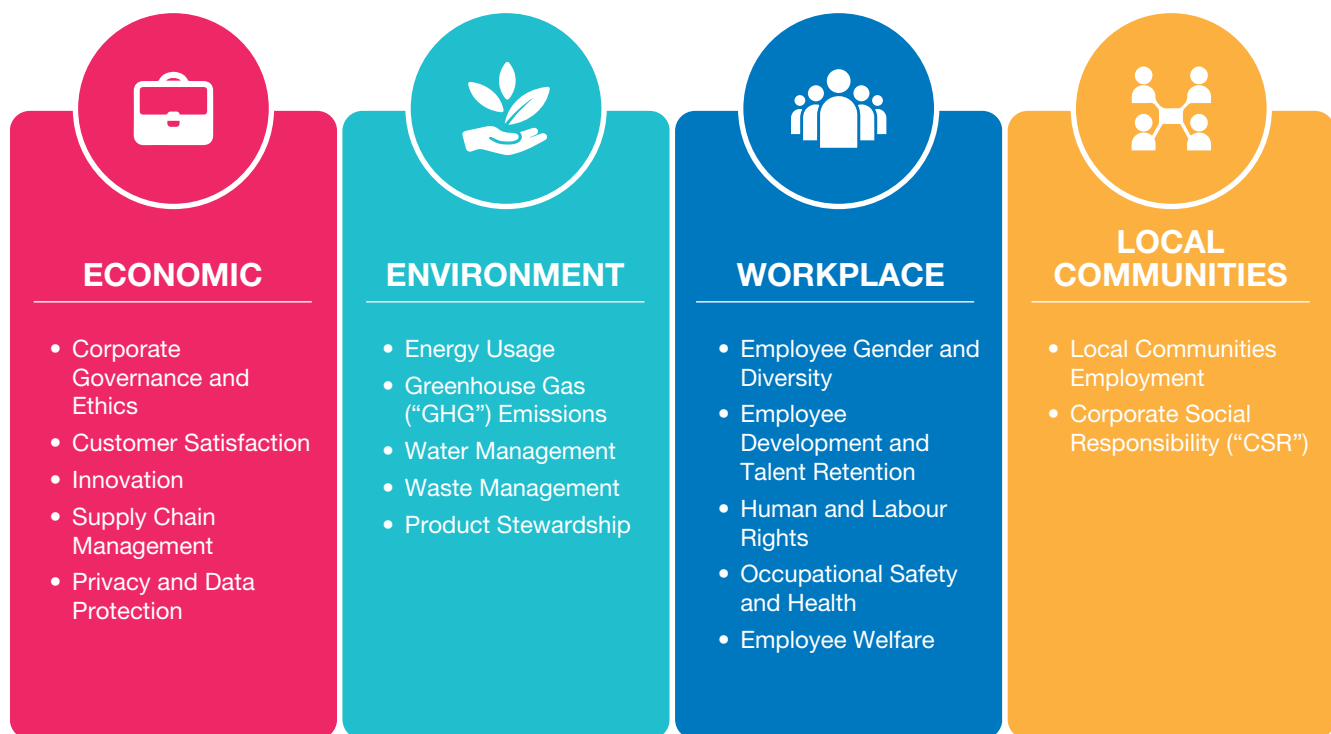 ECONOMIC
• Corporate
Governance and
Ethics
• Customer Satisfaction
• Innovation
• Supply Chain
Management
• Privacy and Data
Protection
ENVIRONMENT
• Energy Usage
• Greenhouse Gas
(“GHG”) Emissions
• Water Management
• Waste Management
• Product Stewardship
WORKPLACE
• Employee Gender and
Diversity
• Employee
Development and
Talent Retention
• Human and Labour
Rights
• Occupational Safety
and Health
• Employee Welfare
LOCAL
COMMUNITIES
• Local Communities
Employment
• Corporate Social
Responsibility (“CSR”)